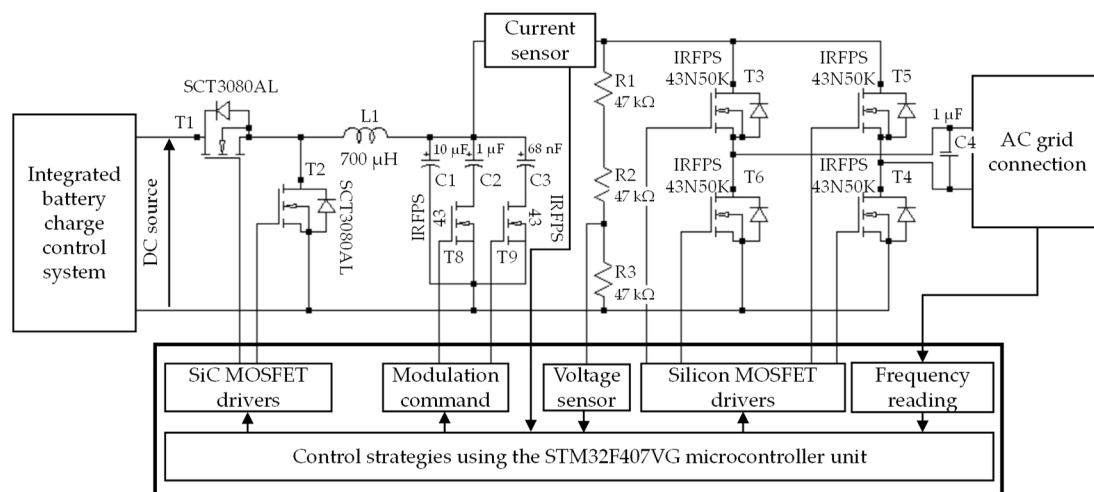 Current
sensor
SCT3080AL
T1
L1
700 μH
T2
SCT3080AL
Integrated
battery
charge
control
system
DC source
10 μF
1 μF
68 nF
C1
C2
C3
IRFPS
43
T8
43
T9
IRFPS
R1
47 kΩ
R2
47 kΩ
R3
47 kΩ
IRFPS
43N50K
T3
IRFPS
43N50K
T5
IRFPS
43N50K
T6
IRFPS
43N50K
T4
1 μF
C4
AC grid
connection
SiC MOSFET
drivers
Modulation
command
Voltage
sensor
Silicon MOSFET
drivers
Frequency
reading
Control strategies using the STM32F407VG microcontroller unit